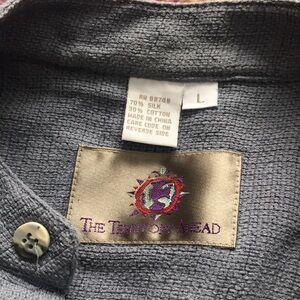 RN 88748
70% SILK
30% COTTON
MADE IN CHINA
CARE CODE ON
REVERSE SIDE
L
THE TERRITORY AHEAD